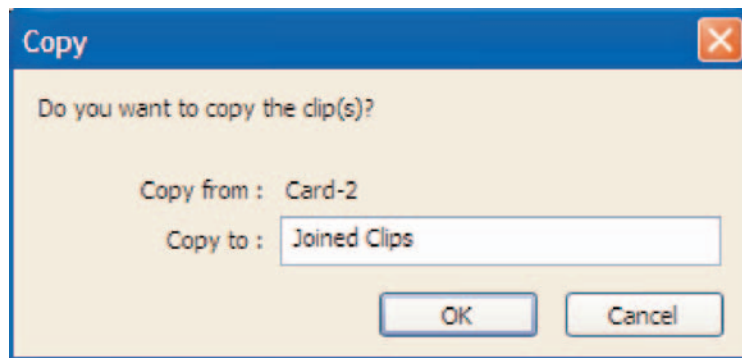 Copy
Do you want to copy the clip(s)?
Copy from : Card-2
Copy to : Joined Clips
OK Cancel